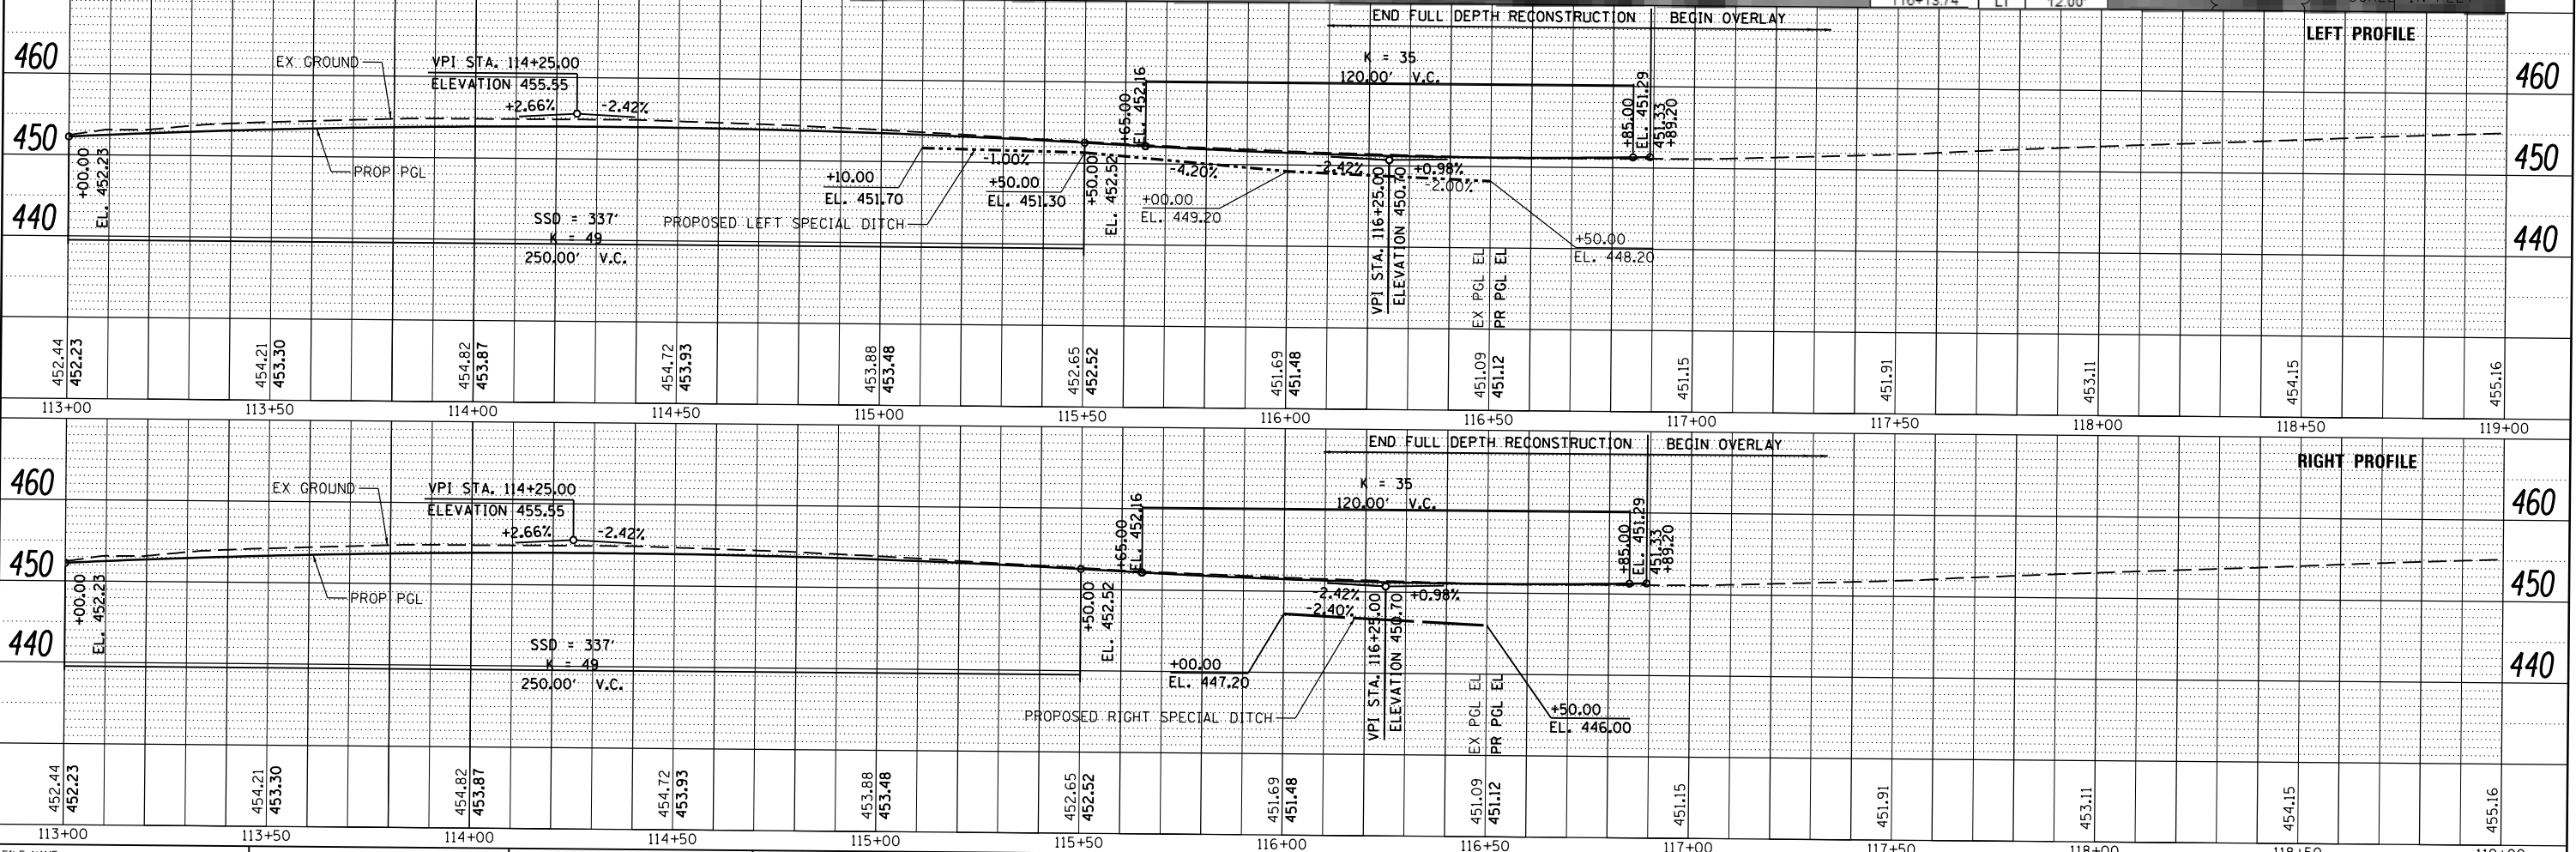 116+13.74 LT 12.00'
SCALE IN FEET
END FULL DEPTH RECONSTRUCTION BEGIN OVERLAY
LEFT PROFILE
460
EX GROUND
VPI STA. 114+25.00
ELEVATION 455.55
+2.66% -2.42%
K = 35
120.00' V.C.
460
+65.00
EL. 452.16
+85.00
EL. 451.29
451.33
+89.20
450
+00.00
EL. 452.23
PROP PGL
-1.00%
+10.00
EL. 451.70
+50.00
EL. 451.30
+50.00
EL. 452.52
-4.20%
+00.00
EL. 449.20
-2.42% +0.98%
-2.00%
450
440
SSD = 337'
K = 49
250.00' V.C.
PROPOSED LEFT SPECIAL DITCH
VPI STA. 116+25.00
ELEVATION 450.70
+50.00
EL. 448.20
440
EX PGL EL
PR PGL EL
452.44 454.21 454.82 454.72 453.88 452.65 451.69 451.09 451.15 451.91 453.11 454.15 455.16
452.23 453.30 453.87 453.93 453.48 452.52 451.48 451.12
113+00 113+50 114+00 114+50 115+00 115+50 116+00 116+50 117+00 117+50 118+00 118+50 119+00
END FULL DEPTH RECONSTRUCTION BEGIN OVERLAY
RIGHT PROFILE
460
EX GROUND
VPI STA. 114+25.00
ELEVATION 455.55
+2.66% -2.42%
K = 35
120.00' V.C.
460
+65.00
EL. 452.16
+85.00
EL. 451.29
451.33
+89.20
450
+00.00
EL. 452.23
PROP PGL
+50.00
EL. 452.52
-2.42% +0.98%
-2.40%
450
440
SSD = 337'
K = 49
250.00' V.C.
+00.00
EL. 447.20
PROPOSED RIGHT SPECIAL DITCH
VPI STA. 116+25.00
ELEVATION 450.70
+50.00
EL. 446.00
440
EX PGL EL
PR PGL EL
452.44 454.21 454.82 454.72 453.88 452.65 451.69 451.09 451.15 451.91 453.11 454.15 455.16
452.23 453.30 453.87 453.93 453.48 452.52 451.48 451.12
113+00 113+50 114+00 114+50 115+00 115+50 116+00 116+50 117+00 117+50 118+00 118+50 119+00
FILE NAME